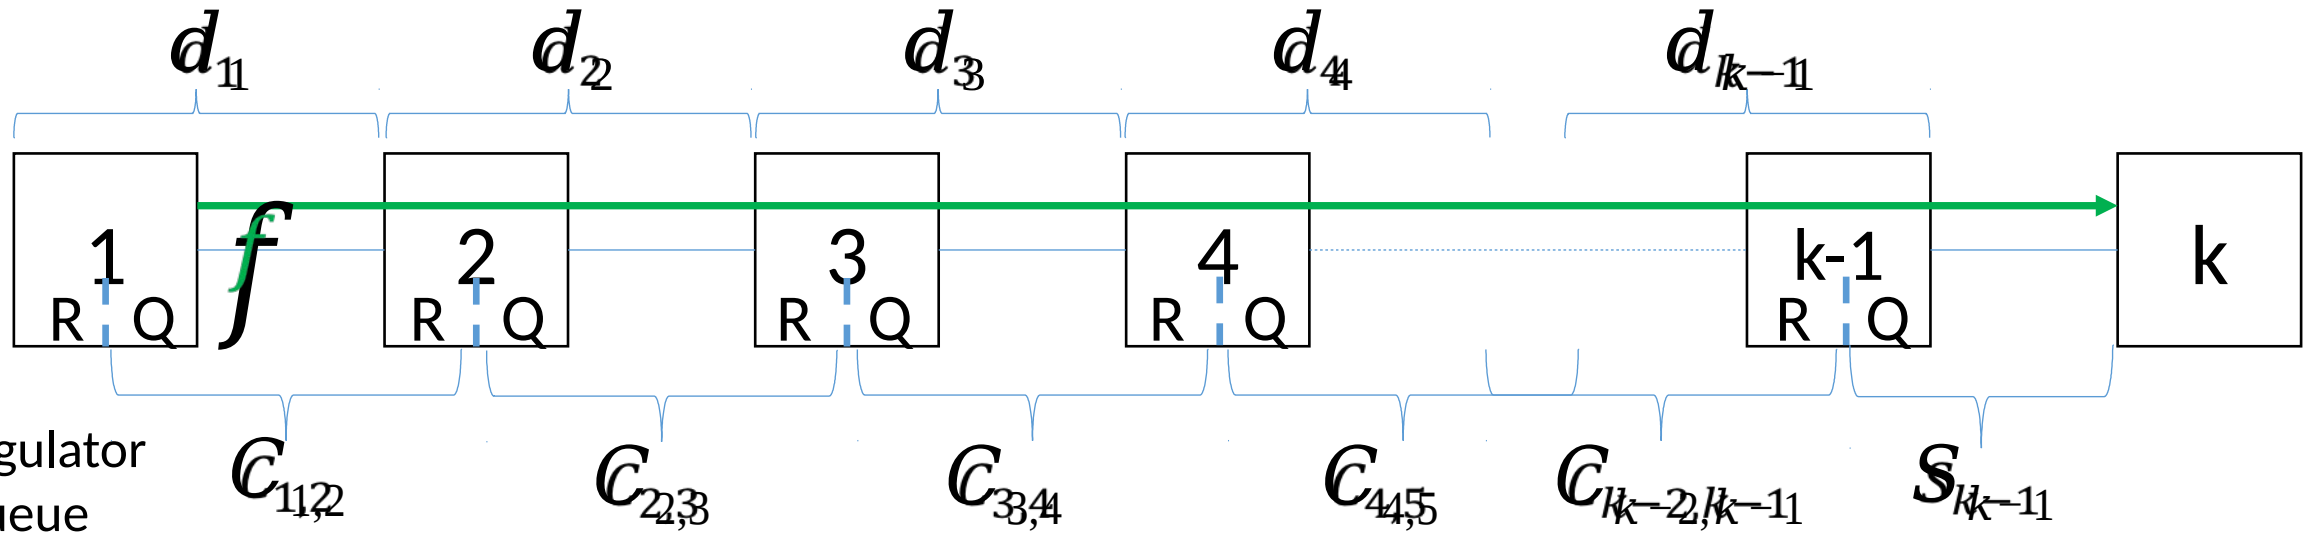 d₁ d₂ d₃ d₄ dₖ₋₁
1 f 2 3 4 k-1 k
R Q R Q R Q R Q R Q
C₁,₂ C₂,₃ C₃,₄ C₄,₅ Cₖ₋₂,ₖ₋₁ Sₖ₋₁
gulator
ueue